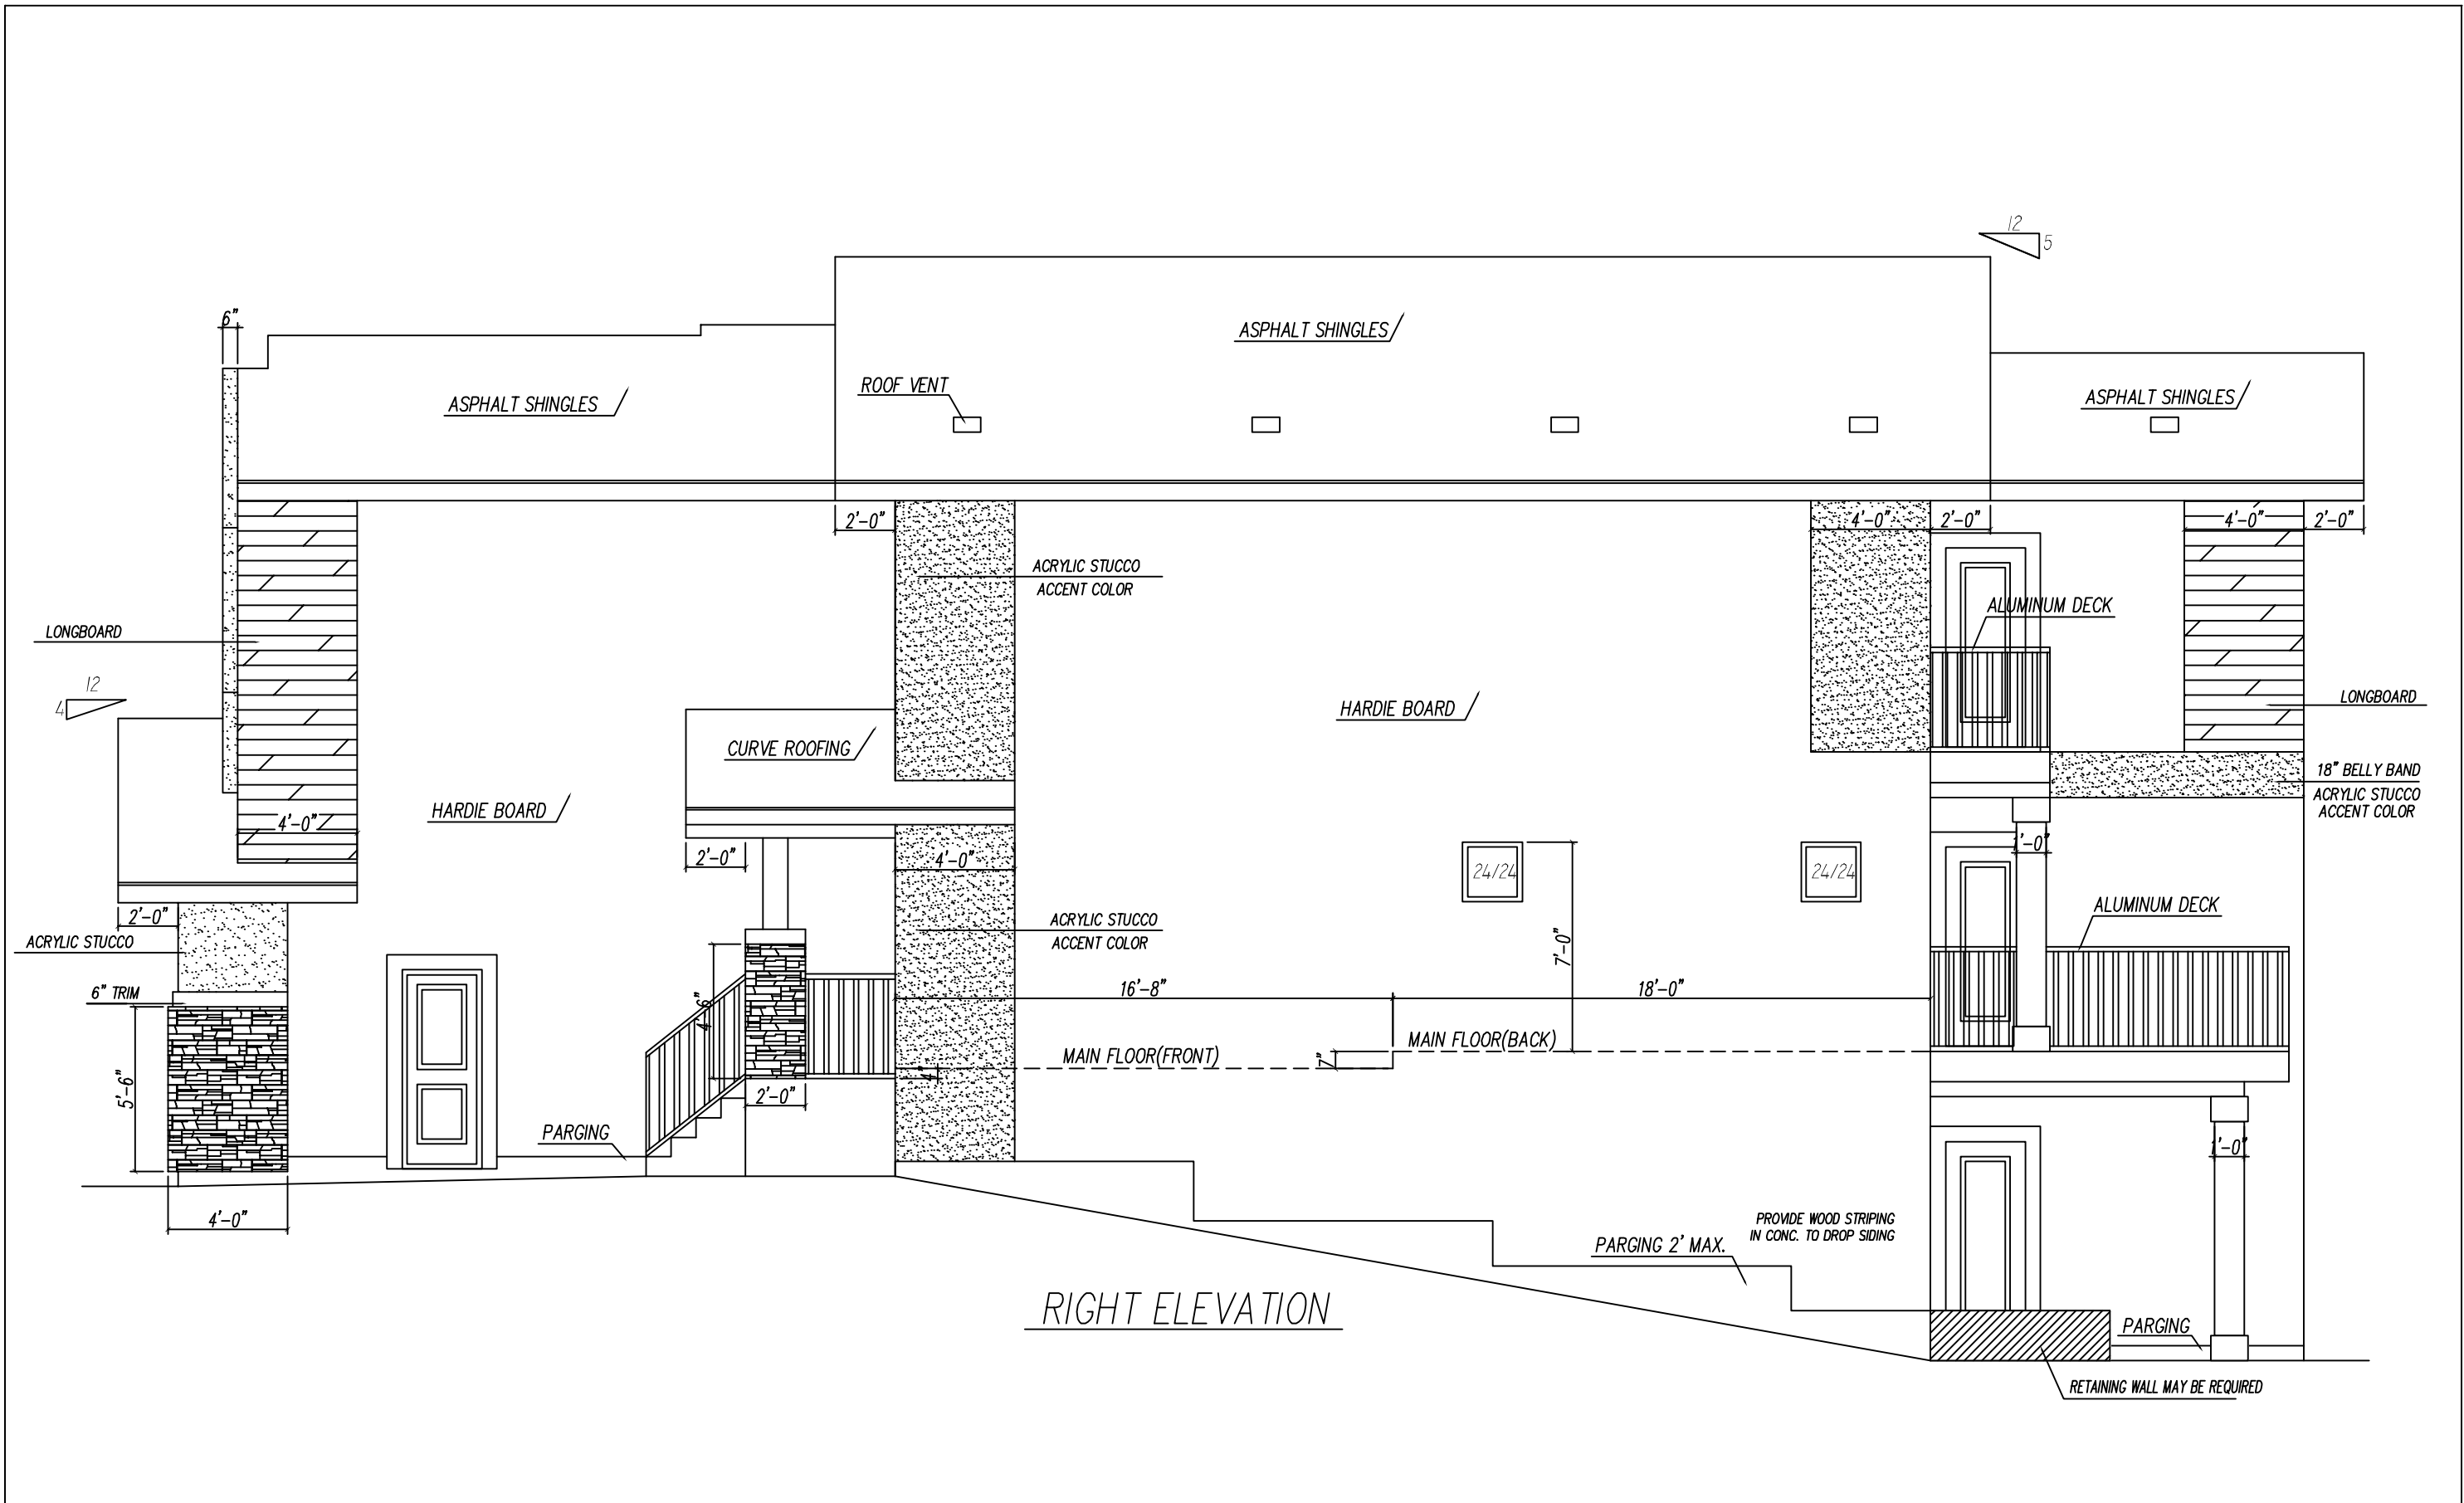 12
5
6"
ASPHALT SHINGLES
ROOF VENT
ASPHALT SHINGLES
ASPHALT SHINGLES
2'-0"
4'-0"
2'-0"
4'-0"
2'-0"
ACRYLIC STUCCO
ACCENT COLOR
ALUMINUM DECK
LONGBOARD
12
4
LONGBOARD
HARDIE BOARD
CURVE ROOFING
18" BELLY BAND
ACRYLIC STUCCO
ACCENT COLOR
HARDIE BOARD
4'-0"
2'-0"
4'-0"
24/24
24/24
1'-0"
2'-0"
ACRYLIC STUCCO
ACRYLIC STUCCO
ACCENT COLOR
ALUMINUM DECK
7'-0"
6" TRIM
4'-6"
16'-8"
18'-0"
MAIN FLOOR(FRONT)
MAIN FLOOR(BACK)
7"
4"
5'-6"
2'-0"
PARGING
1'-0"
4'-0"
PROVIDE WOOD STRIPING
IN CONC. TO DROP SIDING
PARGING 2' MAX.
RIGHT ELEVATION
PARGING
RETAINING WALL MAY BE REQUIRED